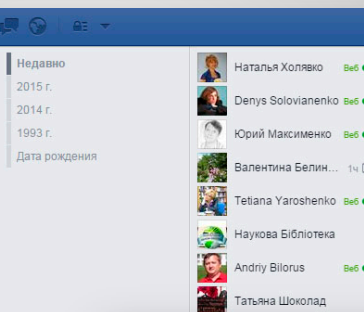 Недавно
2015 г.
2014 г.
1993 г.
Дата рождения
Наталья Холявко Веб
Denys Solovianenko Веб
Юрий Максименко Веб
Валентина Белин... 1ч
Tetiana Yaroshenko Веб
Наукова Бібліотека
Andriy Bilorus Веб
Татьяна Шоколад